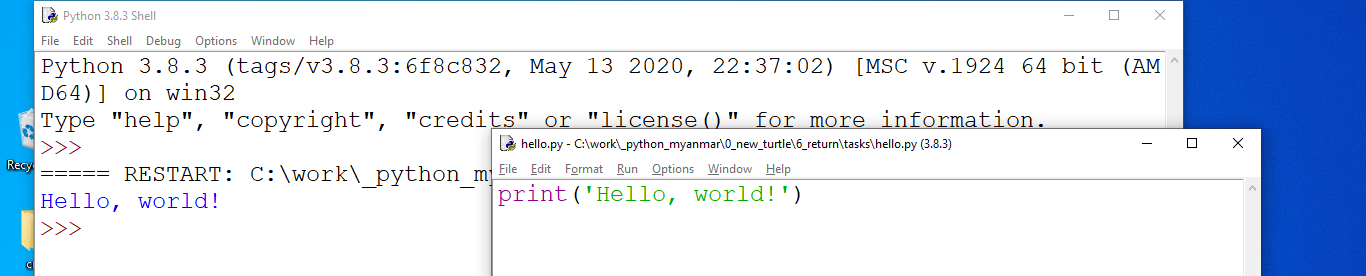 Python 3.8.3 Shell
File Edit Shell Debug Options Window Help
Python 3.8.3 (tags/v3.8.3:6f8c832, May 13 2020, 22:37:02) [MSC v.1924 64 bit (AM
D64)] on win32
Type "help", "copyright", "credits" or "license()" for more information.
>>>
===== RESTART: C:\work\_python_my
Hello, world!
>>>
hello.py - C:\work\_python_myanmar\0_new_turtle\6_return\tasks\hello.py (3.8.3)
File Edit Format Run Options Window Help
print('Hello, world!')
Recyc